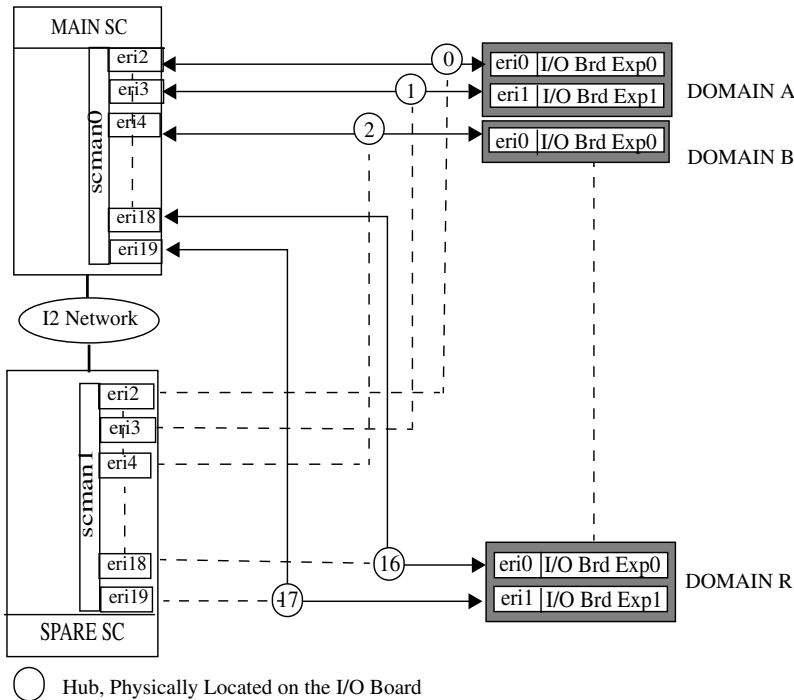 MAIN SC
eri2
eri3
eri4
eri18
eri19
scman0
0
1
2
eri0 I/O Brd Exp0
eri1 I/O Brd Exp1
DOMAIN A
eri0 I/O Brd Exp0
DOMAIN B
I2 Network
eri2
eri3
eri4
eri18
eri19
scman1
SPARE SC
16
17
eri0 I/O Brd Exp0
eri1 I/O Brd Exp1
DOMAIN R
Hub, Physically Located on the I/O Board